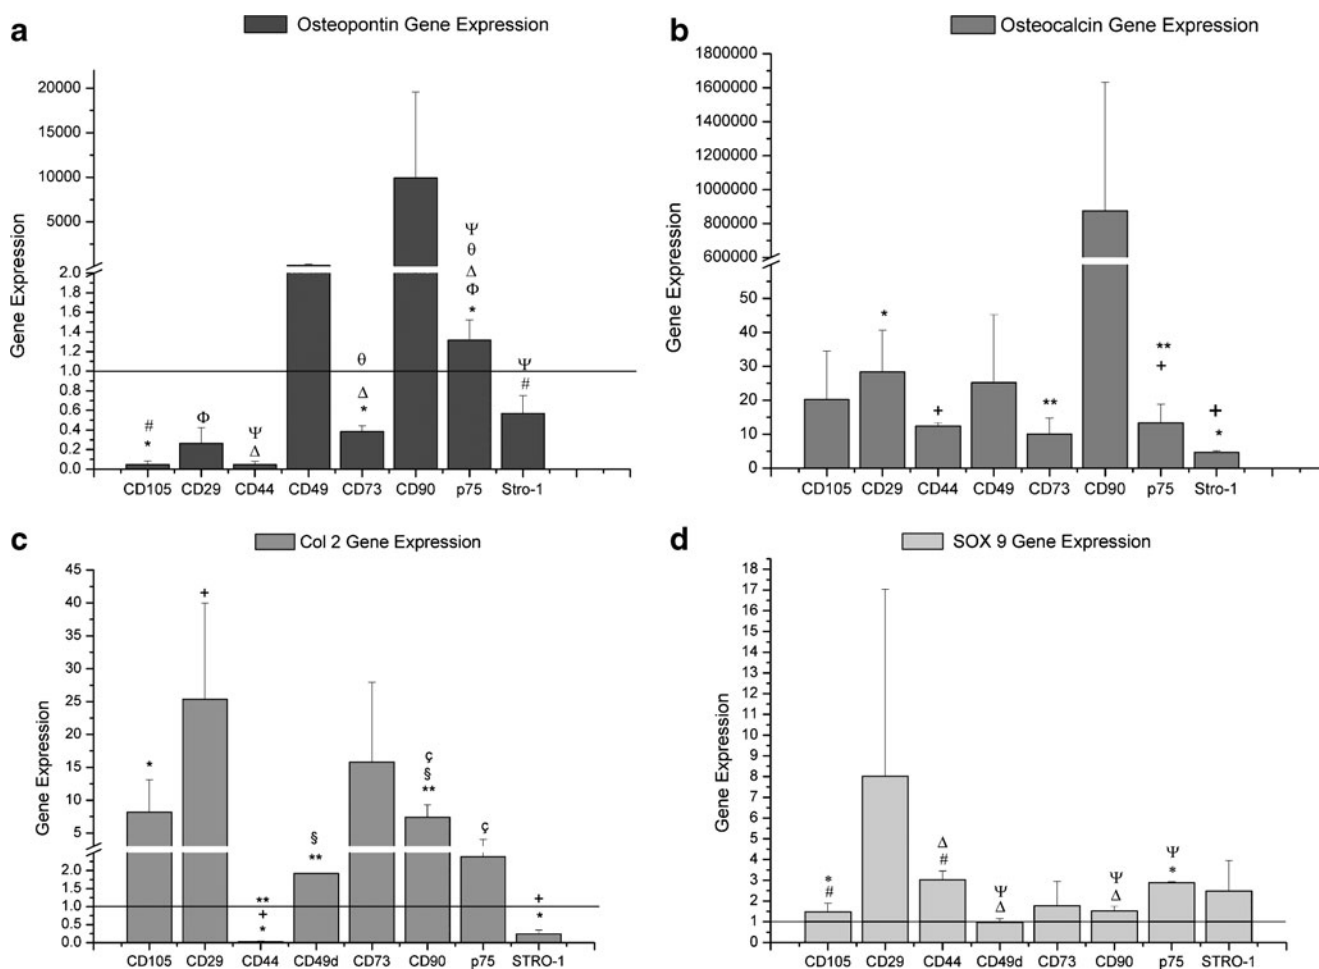 a
Osteopontin Gene Expression
Gene Expression
20000
15000
10000
5000
2.0
1.8
1.6
1.4
1.2
1.0
0.8
0.6
0.4
0.2
0.0
#
*
Φ
Ψ
Δ
θ
Δ
*
Ψ
θ
Δ
Φ
*
Ψ
#
CD105 CD29 CD44 CD49 CD73 CD90 p75 Stro-1
b
Osteocalcin Gene Expression
Gene Expression
1800000
1600000
1400000
1200000
1000000
800000
600000
50
40
30
20
10
0
*
+
**
**
+
+
*
CD105 CD29 CD44 CD49 CD73 CD90 p75 Stro-1
c
Col 2 Gene Expression
Gene Expression
45
40
35
30
25
20
15
10
5
2.0
1.5
1.0
0.5
0.0
*
+
**
+
*
§
**
ç
§
**
ç
+
*
CD105 CD29 CD44 CD49d CD73 CD90 p75 STRO-1
d
SOX 9 Gene Expression
Gene Expression
18
17
16
15
14
13
12
11
10
9
8
7
6
5
4
3
2
1
0
*
#
Δ
#
Ψ
Δ
Ψ
Δ
Ψ
*
CD105 CD29 CD44 CD49d CD73 CD90 p75 STRO-1